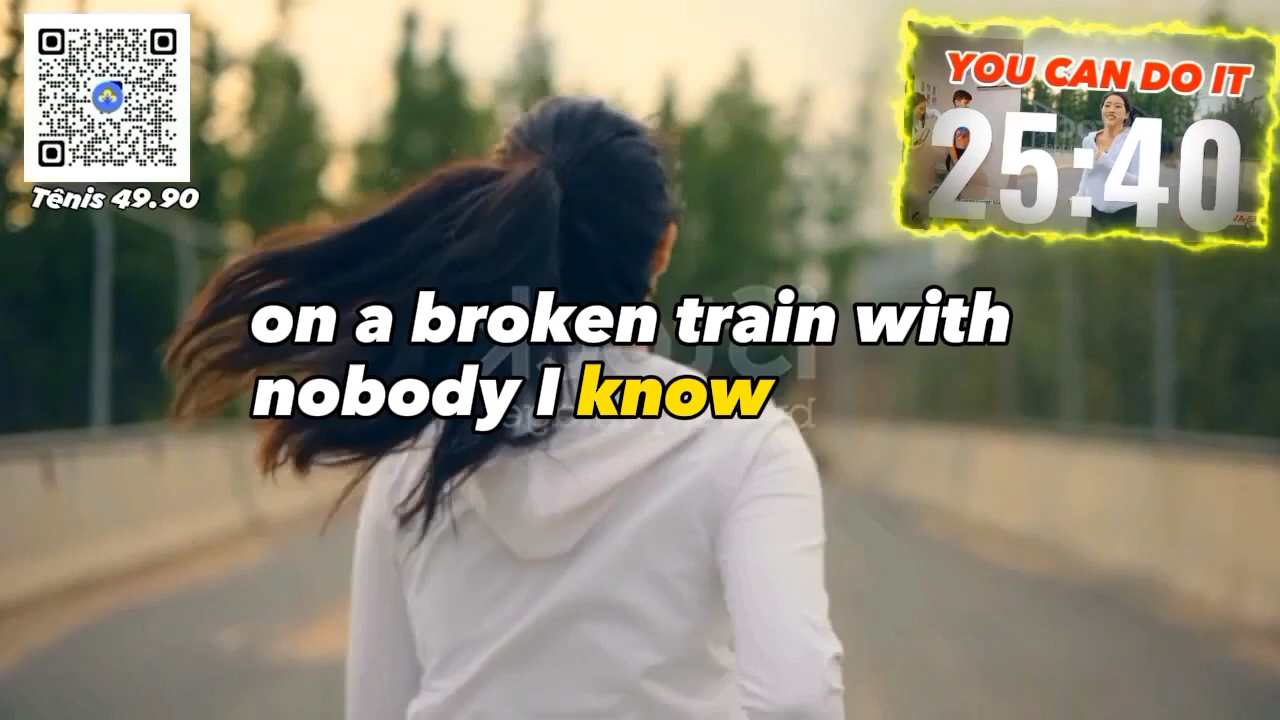 Tênis 49.90
YOU CAN DO IT
25:40
on a broken train with
nobody I know